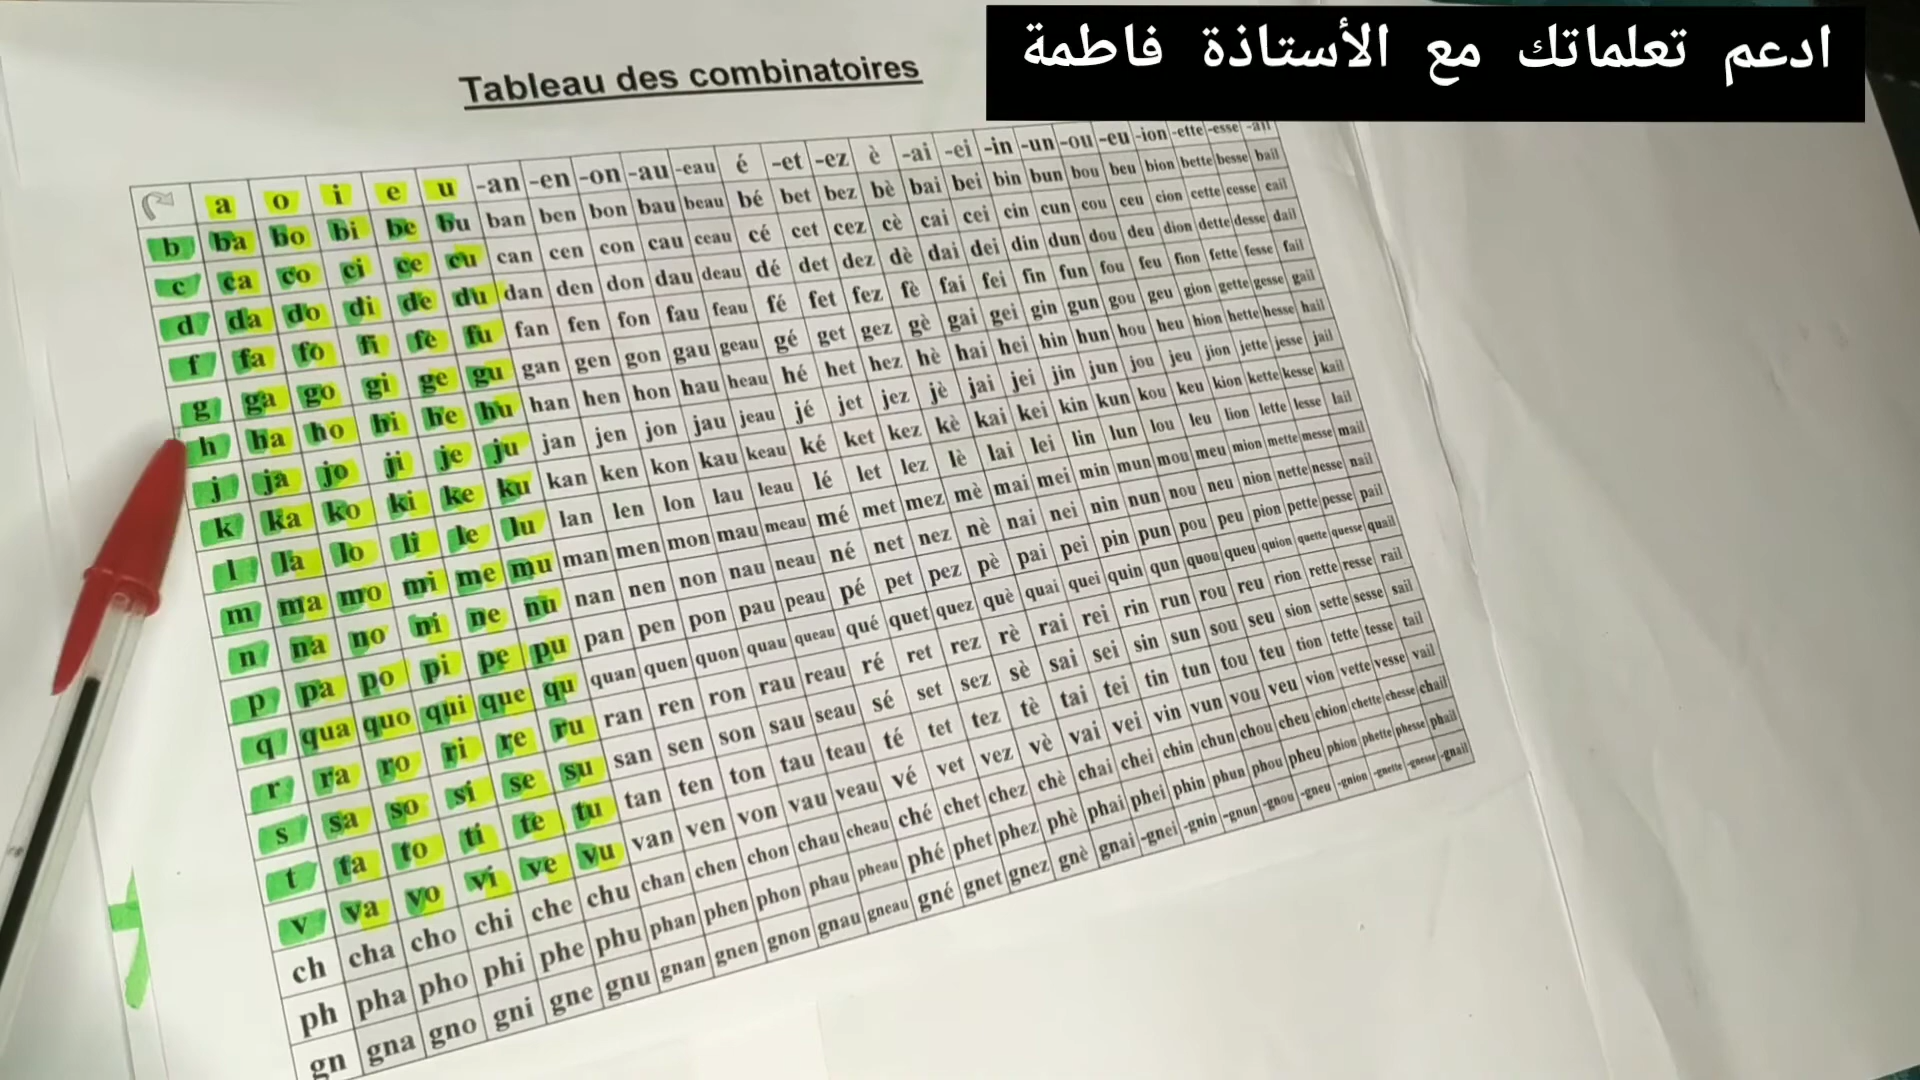 ادعم تعلماتك مع الأستاذة فاطمة
Tableau des combinatoires
a o i e u -an -en -on -au -eau é -et -ez è -ai -ei -in -un -ou -eu -ion -ette -esse -ail
b ba bo bi be bu ban ben bon bau beau bé bet bez bè bai bei bin bun bou beu bion bette besse bail
c ca co ci ce cu can cen con cau ceau cé cet cez cè cai cei cin cun cou ceu cion cette cesse cail
d da do di de du dan den don dau deau dé det dez dè dai dei din dun dou deu dion dette desse dail
f fa fo fi fe fu fan fen fon fau feau fé fet fez fè fai fei fin fun fou feu fion fette fesse fail
g ga go gi ge gu gan gen gon gau geau gé get gez gè gai gei gin gun gou geu gion gette gesse gail
h ha ho hi he hu han hen hon hau heau hé het hez hè hai hei hin hun hou heu hion hette hesse hail
j ja jo ji je ju jan jen jon jau jeau jé jet jez jè jai jei jin jun jou jeu jion jette jesse jail
k ka ko ki ke ku kan ken kon kau keau ké ket kez kè kai kei kin kun kou keu kion kette kesse kail
l la lo li le lu lan len lon lau leau lé let lez lè lai lei lin lun lou leu lion lette lesse lail
m ma mo mi me mu man men mon mau meau mé met mez mè mai mei min mun mou meu mion mette messe mail
n na no ni ne nu nan nen non nau neau né net nez nè nai nei nin nun nou neu nion nette nesse nail
p pa po pi pe pu pan pen pon pau peau pé pet pez pè pai pei pin pun pou peu pion pette pesse pail
q qua quo qui que qu quan quen quon quau queau qué quet quez què quai quei quin qun quou queu quion quette quesse quail
r ra ro ri re ru ran ren ron rau reau ré ret rez rè rai rei rin run rou reu rion rette resse rail
s sa so si se su san sen son sau seau sé set sez sè sai sei sin sun sou seu sion sette sesse sail
t ta to ti te tu tan ten ton tau teau té tet tez tè tai tei tin tun tou teu tion tette tesse tail
v va vo vi ve vu van ven von vau veau vé vet vez vè vai vei vin vun vou veu vion vette vesse vail
ch cha cho chi che chu chan chen chon chau cheau ché chet chez chè chai chei chin chun chou cheu chion chette chesse chail
ph pha pho phi phe phu phan phen phon phau pheau phé phet phez phè phai phei phin phun phou pheu phion phette phesse phail
gn gna gno gni gne gnu gnan gnen gnon gnau gneau gné gnet gnez gnè gnai -gnei -gnin -gnun -gnou -gneu -gnion -gnette -gnesse -gnail